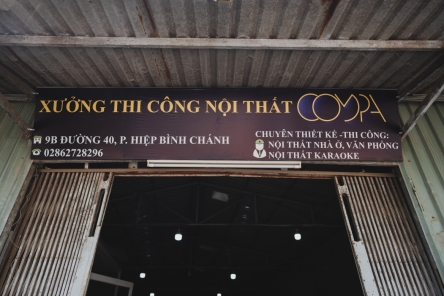 XƯỞNG THI CÔNG NỘI THẤT COMPA
9B ĐƯỜNG 40, P. HIỆP BÌNH CHÁNH
02862728296
CHUYÊN THIẾT KẾ -THI CÔNG:
NỘI THẤT NHÀ Ở, VĂN PHÒNG
NỘI THẤT KARAOKE